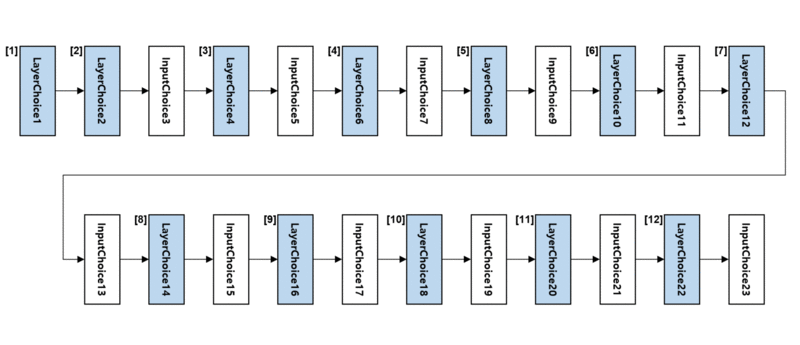 [1]
LayerChoice1
[2]
LayerChoice2
InputChoice3
[3]
LayerChoice4
InputChoice5
[4]
LayerChoice6
InputChoice7
[5]
LayerChoice8
InputChoice9
[6]
LayerChoice10
InputChoice11
[7]
LayerChoice12
InputChoice13
[8]
LayerChoice14
InputChoice15
[9]
LayerChoice16
InputChoice17
[10]
LayerChoice18
InputChoice19
[11]
LayerChoice20
InputChoice21
[12]
LayerChoice22
InputChoice23